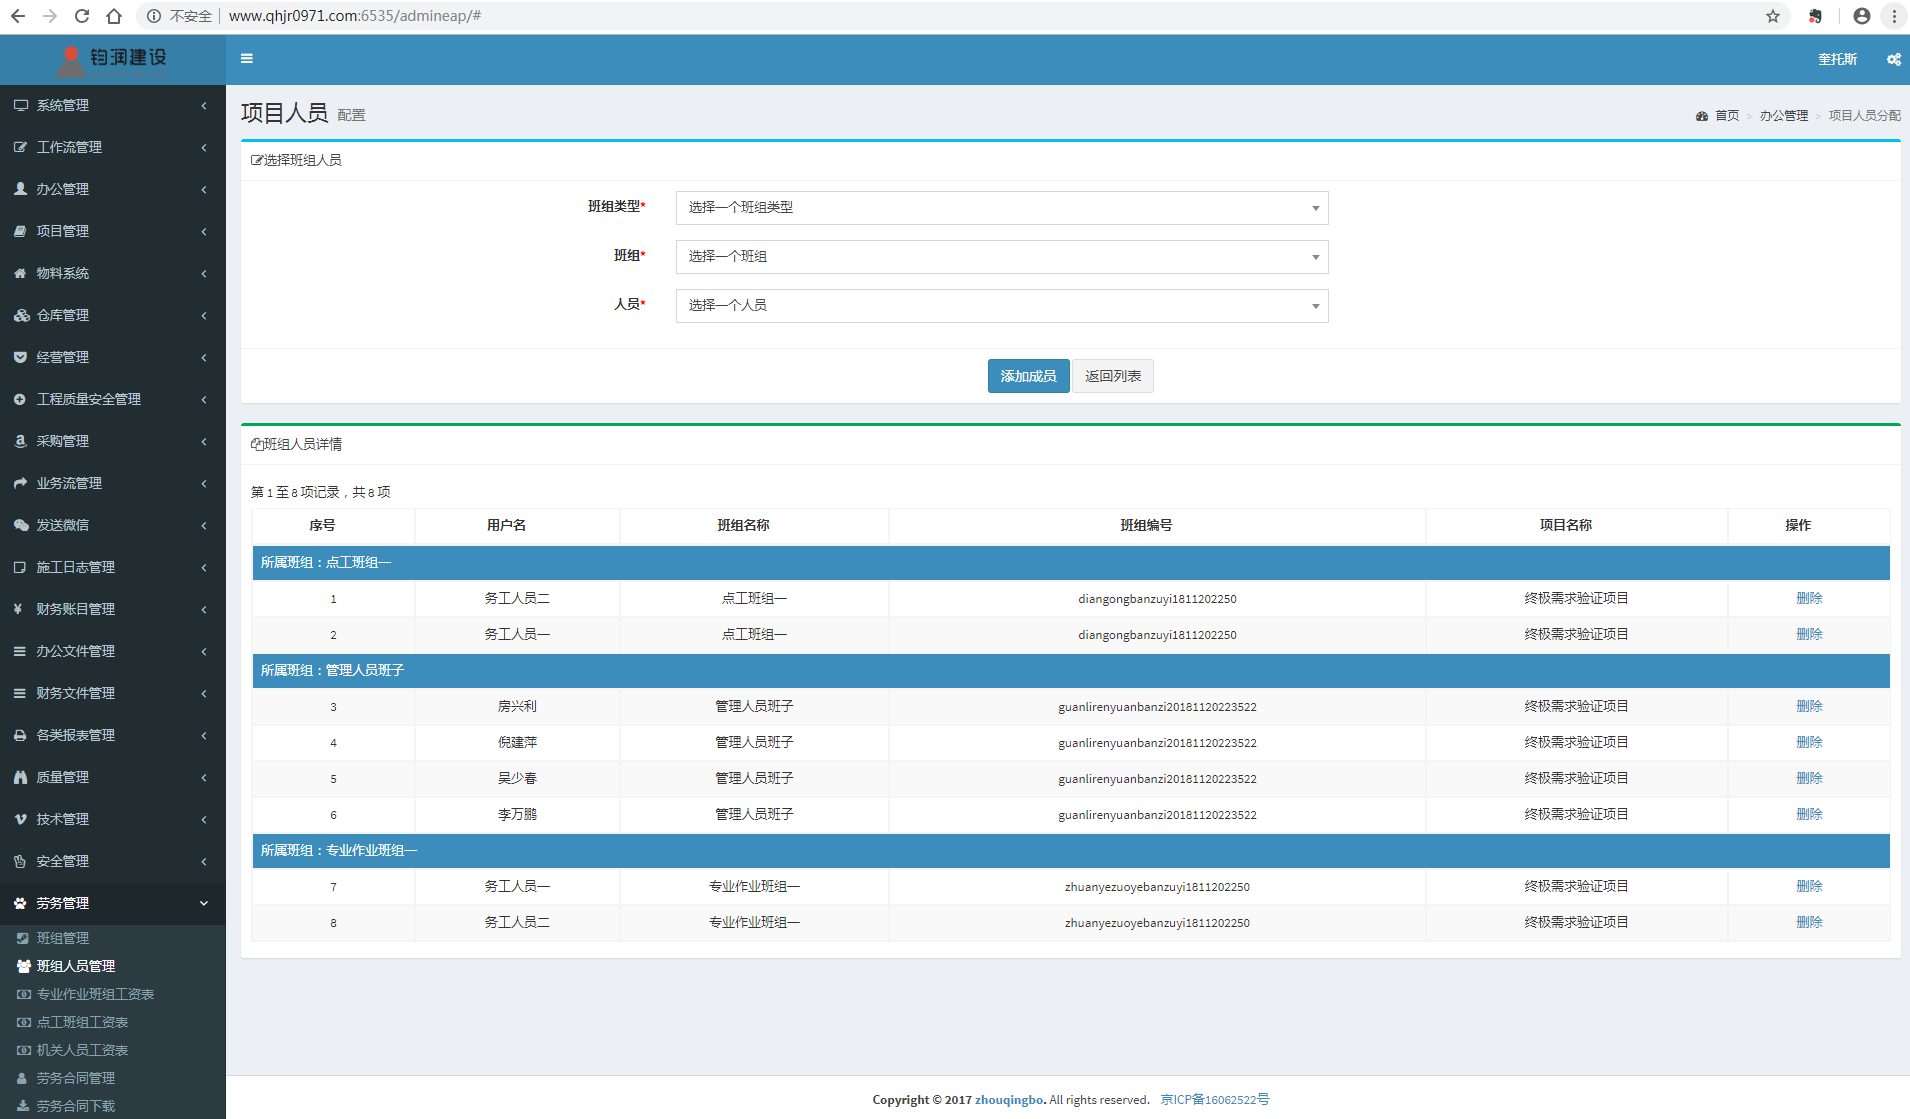 不安全 www.qhjr0971.com:6535/admineap/#
钧润建设
奎托斯
系统管理
工作流管理
办公管理
项目管理
物料系统
仓库管理
经营管理
工程质量安全管理
采购管理
业务流管理
发送微信
施工日志管理
财务账目管理
办公文件管理
财务文件管理
各类报表管理
质量管理
技术管理
安全管理
劳务管理
班组管理
班组人员管理
专业作业班组工资表
点工班组工资表
机关人员工资表
劳务合同管理
劳务合同下载
项目人员 配置
首页 > 办公管理 > 项目人员分配
选择班组人员
班组类型* 选择一个班组类型
班组* 选择一个班组
人员* 选择一个人员
添加成员 返回列表
班组人员详情
第 1 至 8 项记录，共 8 项
序号 用户名 班组名称 班组编号 项目名称 操作
所属班组：点工班组一
1 务工人员二 点工班组一 diangongbanzuyi1811202250 终极需求验证项目 删除
2 务工人员一 点工班组一 diangongbanzuyi1811202250 终极需求验证项目 删除
所属班组：管理人员班子
3 房兴利 管理人员班子 guanlirenyuanbanzi20181120223522 终极需求验证项目 删除
4 倪建萍 管理人员班子 guanlirenyuanbanzi20181120223522 终极需求验证项目 删除
5 吴少春 管理人员班子 guanlirenyuanbanzi20181120223522 终极需求验证项目 删除
6 李万鹏 管理人员班子 guanlirenyuanbanzi20181120223522 终极需求验证项目 删除
所属班组：专业作业班组一
7 务工人员一 专业作业班组一 zhuanyezuoyebanzuyi1811202250 终极需求验证项目 删除
8 务工人员二 专业作业班组一 zhuanyezuoyebanzuyi1811202250 终极需求验证项目 删除
Copyright © 2017 zhouqingbo. All rights reserved. 京ICP备16062522号